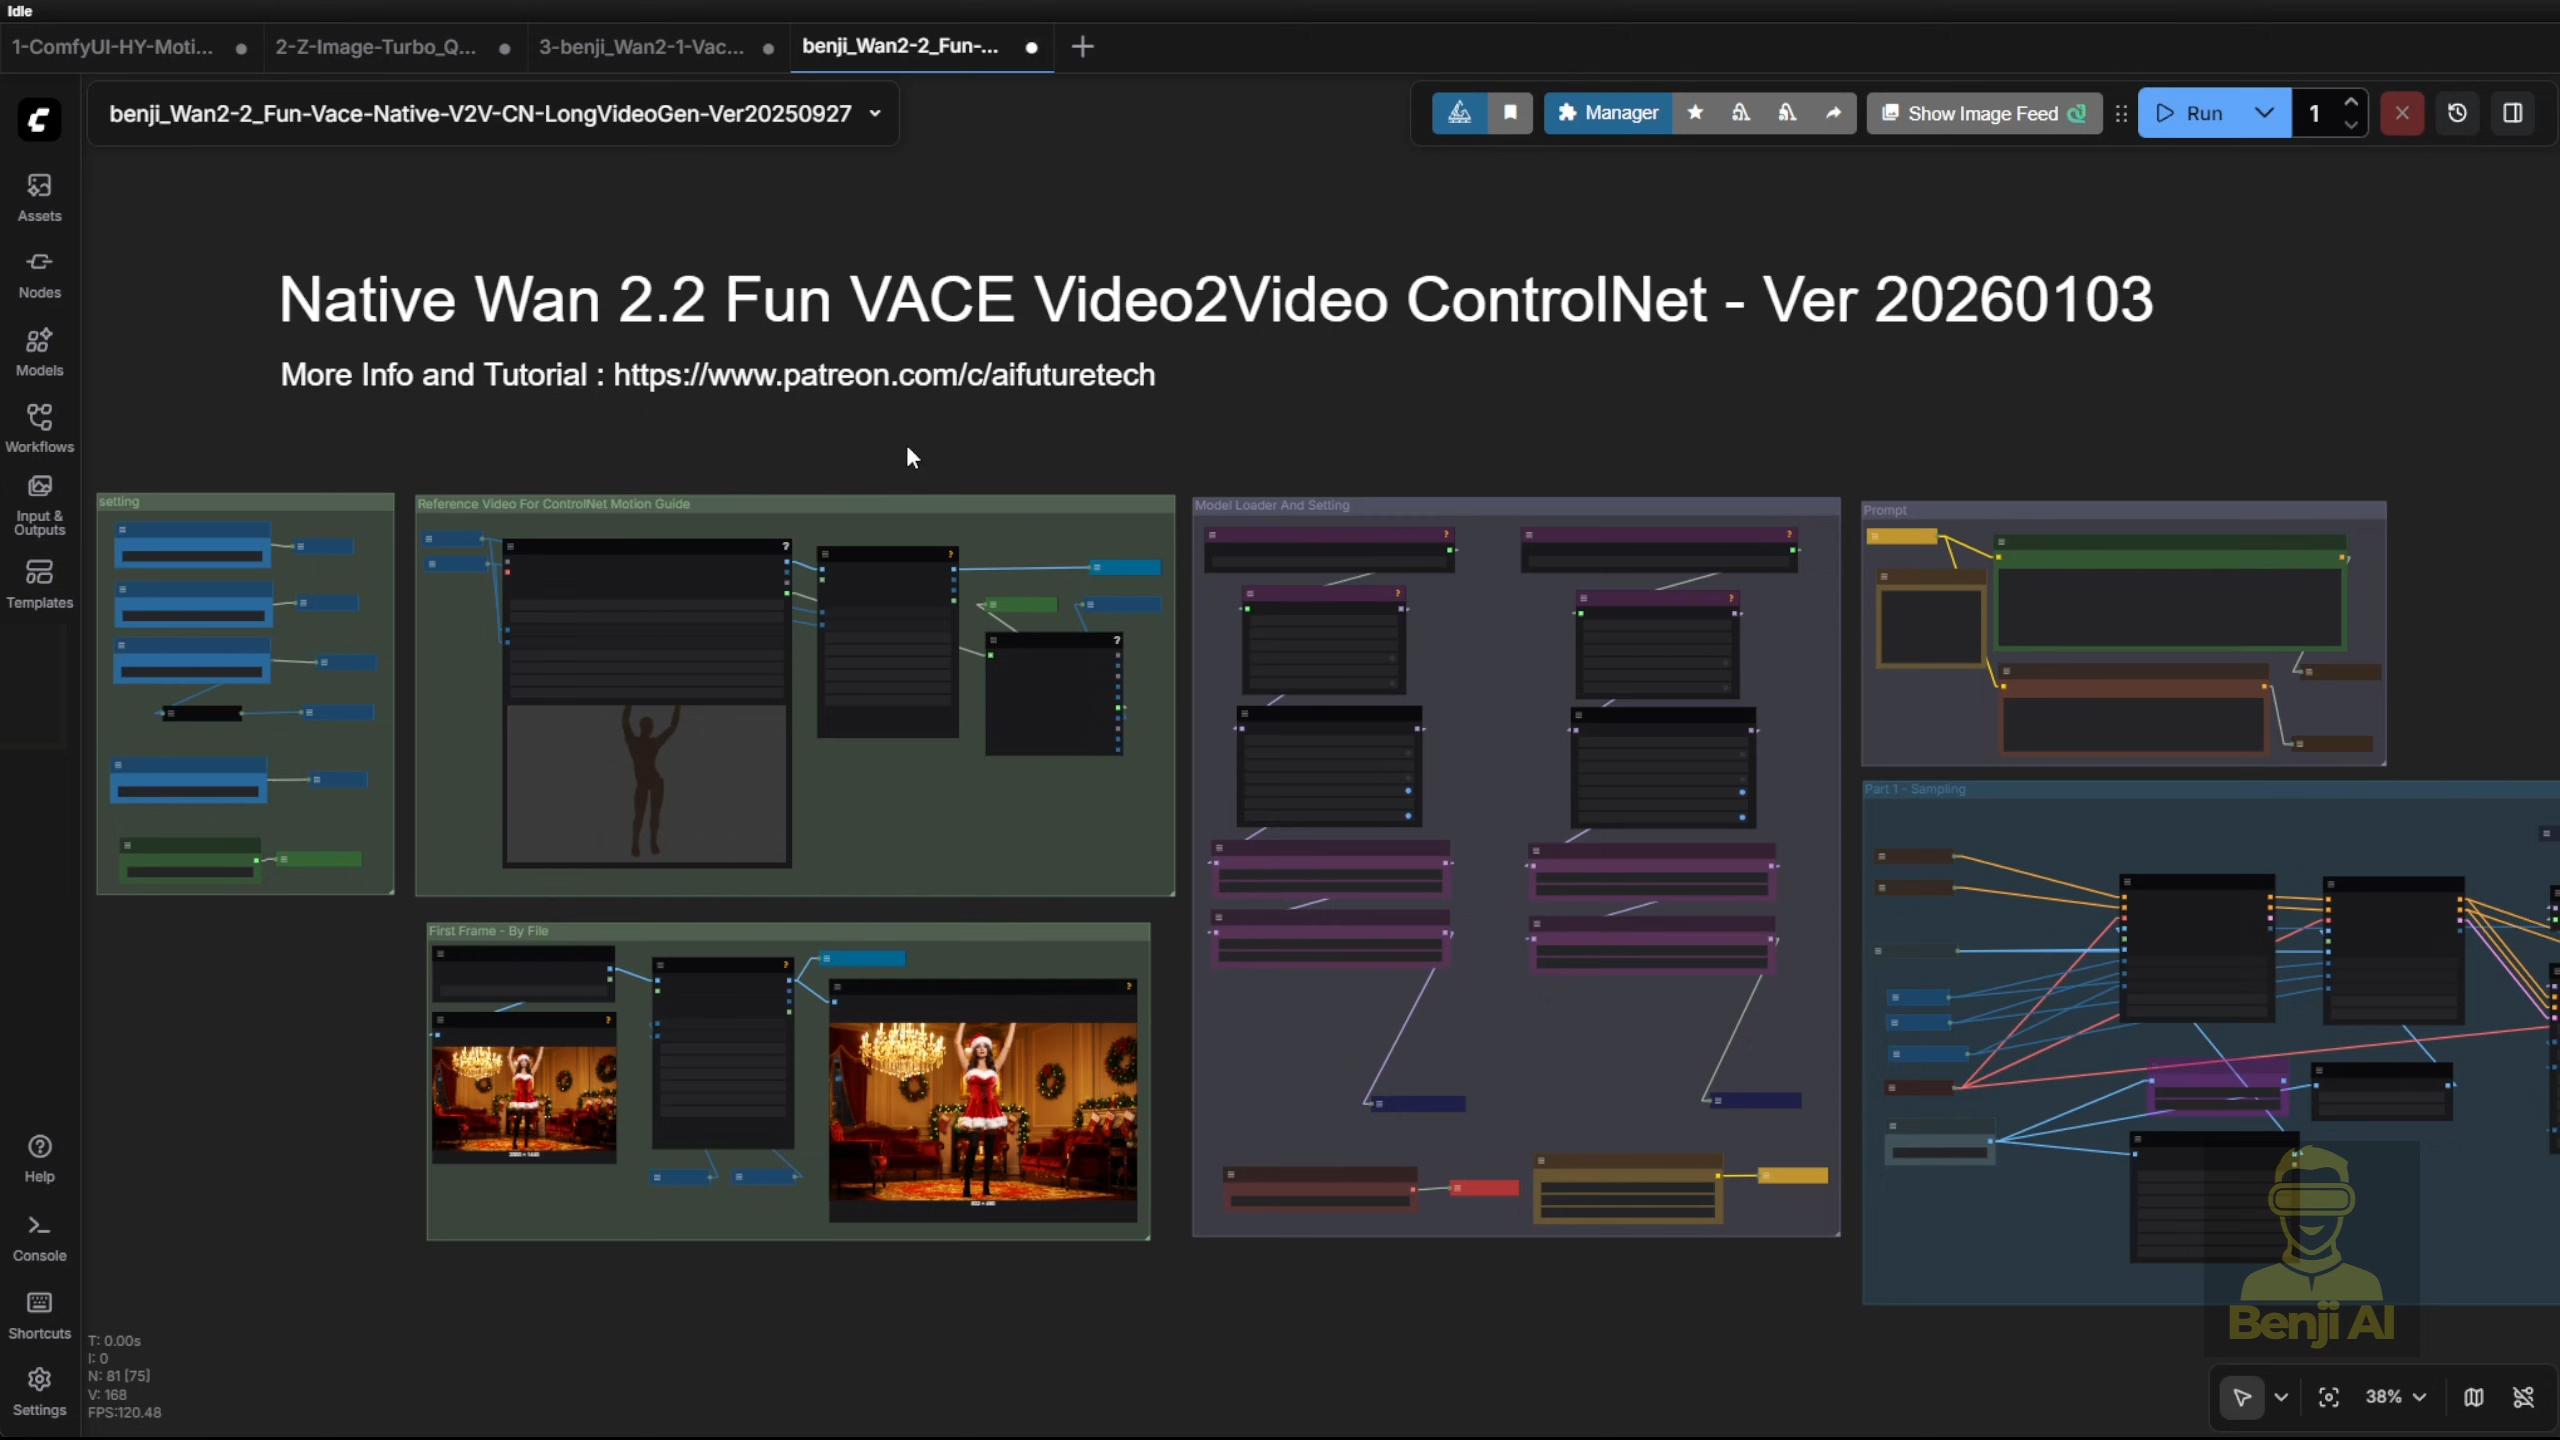 Idle
1-ComfyUI-HY-Moti...
2-Z-Image-Turbo_Q...
3-benji_Wan2-1-Vac...
benji_Wan2-2_Fun-...
benji_Wan2-2_Fun-Vace-Native-V2V-CN-LongVideoGen-Ver20250927
Manager
Show Image Feed
Run
1
Assets
Nodes
Models
Workflows
Input &
Outputs
Templates
Help
Console
Shortcuts
Settings
Native Wan 2.2 Fun VACE Video2Video ControlNet - Ver 20260103
More Info and Tutorial : https://www.patreon.com/c/aifuturetech
setting
Reference Video For ControlNet Motion Guide
Model Loader And Setting
Prompt
Part 1 - Sampling
First Frame - By File
Benji AI
T: 0.00s
I: 0
N: 81 [75]
V: 168
FPS:120.48
38%